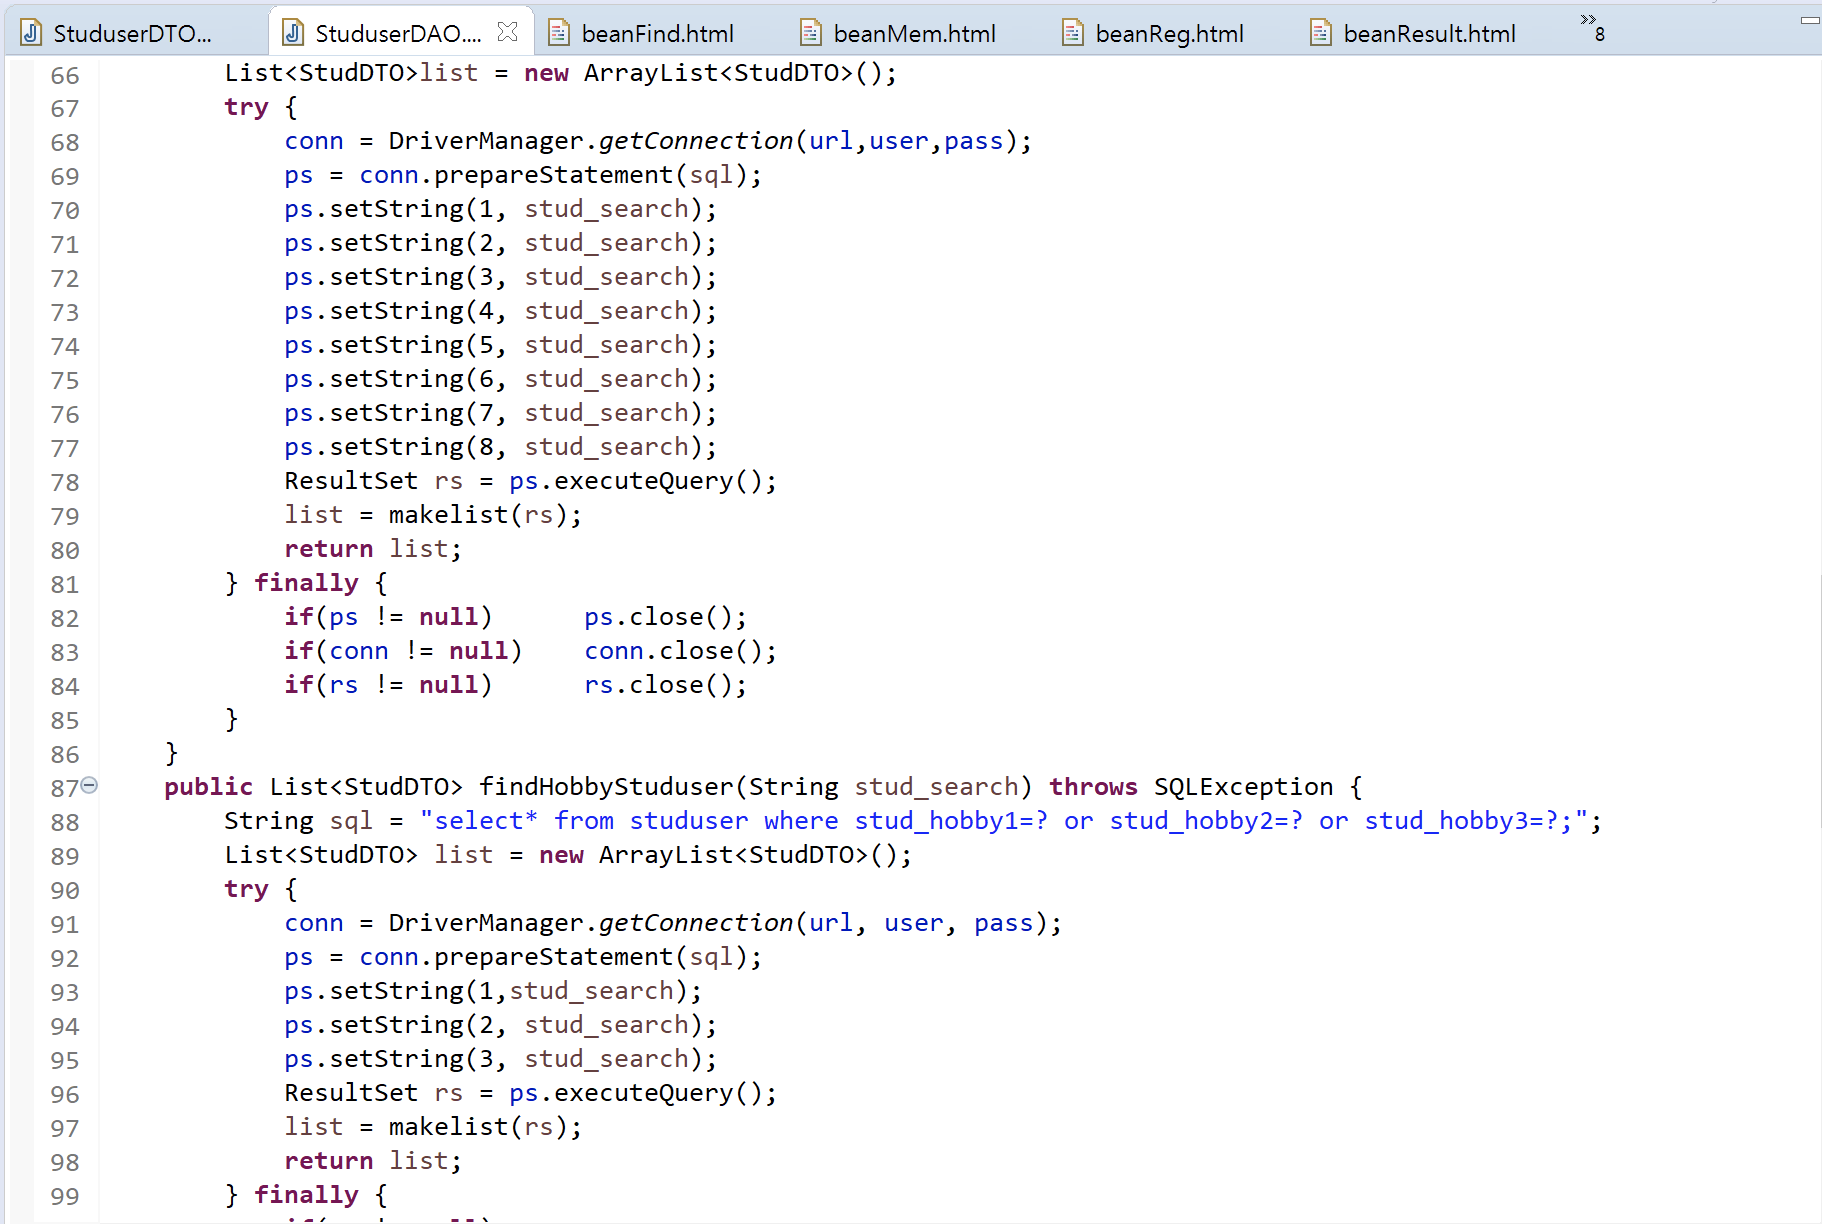 StuduserDTO...
StuduserDAO....
beanFind.html
beanMem.html
beanReg.html
beanResult.html
»8
66 List<StudDTO>list = new ArrayList<StudDTO>();
67 try {
68 conn = DriverManager.getConnection(url,user,pass);
69 ps = conn.prepareStatement(sql);
70 ps.setString(1, stud_search);
71 ps.setString(2, stud_search);
72 ps.setString(3, stud_search);
73 ps.setString(4, stud_search);
74 ps.setString(5, stud_search);
75 ps.setString(6, stud_search);
76 ps.setString(7, stud_search);
77 ps.setString(8, stud_search);
78 ResultSet rs = ps.executeQuery();
79 list = makelist(rs);
80 return list;
81 } finally {
82 if(ps != null) ps.close();
83 if(conn != null) conn.close();
84 if(rs != null) rs.close();
85 }
86 }
87 public List<StudDTO> findHobbyStuduser(String stud_search) throws SQLException {
88 String sql = "select* from studuser where stud_hobby1=? or stud_hobby2=? or stud_hobby3=?;";
89 List<StudDTO> list = new ArrayList<StudDTO>();
90 try {
91 conn = DriverManager.getConnection(url, user, pass);
92 ps = conn.prepareStatement(sql);
93 ps.setString(1,stud_search);
94 ps.setString(2, stud_search);
95 ps.setString(3, stud_search);
96 ResultSet rs = ps.executeQuery();
97 list = makelist(rs);
98 return list;
99 } finally {